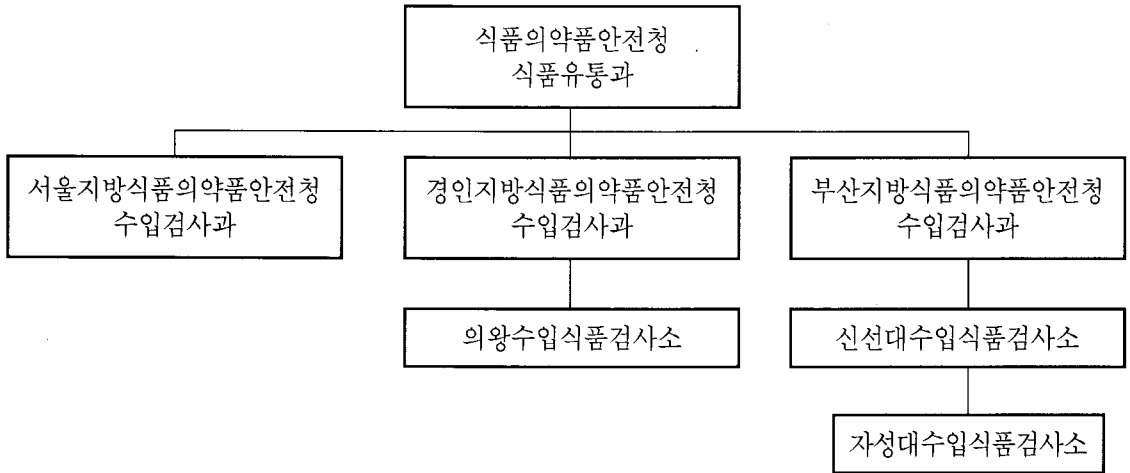 식품의약품안전청
식품유통과
서울지방식품의약품안전청
수입검사과
경인지방식품의약품안전청
수입검사과
부산지방식품의약품안전청
수입검사과
의왕수입식품검사소
신선대수입식품검사소
자성대수입식품검사소